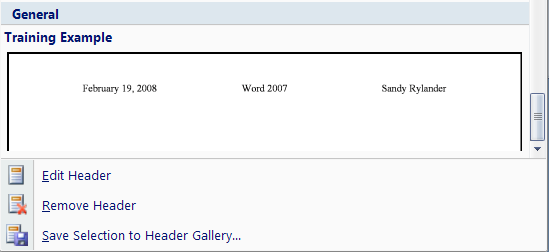 General
Training Example
February 19, 2008 Word 2007 Sandy Rylander
Edit Header
Remove Header
Save Selection to Header Gallery...